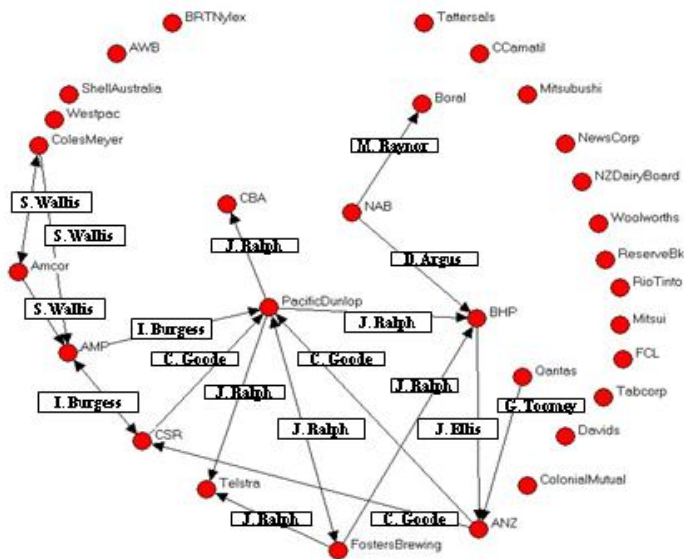 BRTNylex
Tattersals
AWB
CCamatil
ShellAustralia
Mitsubushi
Westpac
Boral
ColesMeyer
NewsCorp
M. Raynor
NZDairyBoard
S. Wallis
CBA
NAB
Woolworths
S. Wallis
J. Ralph
D. Argus
ReserveBk
Amcor
RioTinto
S. Wallis
PacificDunlop
BHP
I. Burgess
J. Ralph
Mitsui
AMP
C. Goode
C. Goode
FCL
Qantas
J. Ralph
J. Ralph
Tabcorp
I. Burgess
G. Toomey
J. Ralph
J. Ellis
CSR
Davids
Telstra
ColonialMutual
J. Ralph
C. Goode
ANZ
FostersBrewing